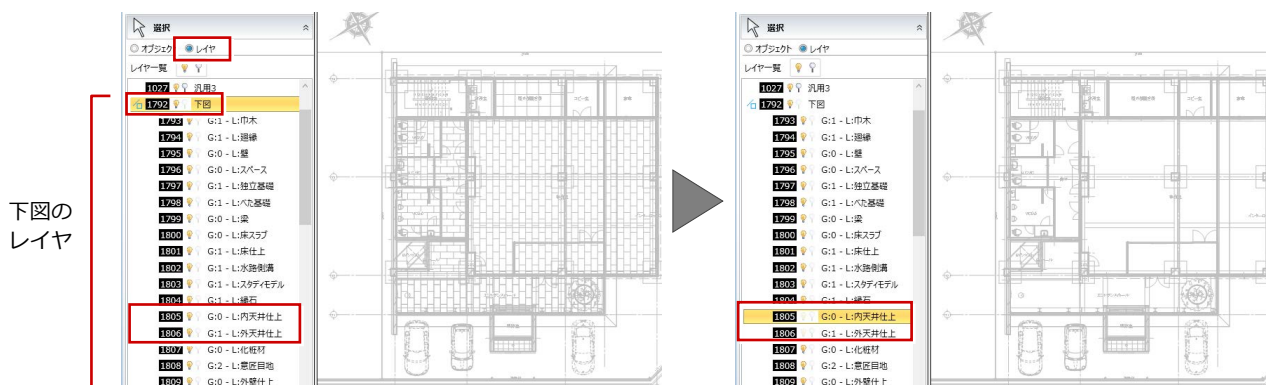 選択
オブジェクト レイヤ
レイヤ一覧
1027 汎用3
1792 下図
1793 G:1 - L:巾木
1794 G:1 - L:廻縁
1795 G:0 - L:壁
1796 G:0 - L:スペース
1797 G:1 - L:独立基礎
1798 G:1 - L:べた基礎
1799 G:0 - L:梁
1800 G:0 - L:床スラブ
1801 G:1 - L:床仕上
1802 G:1 - L:水路側溝
1803 G:1 - L:スタディモデル
1804 G:1 - L:縁石
1805 G:0 - L:内天井仕上
1806 G:1 - L:外天井仕上
1807 G:0 - L:化粧材
1808 G:2 - L:意匠目地
1809 G:0 - L:外壁仕上
下図の
レイヤ
選択
オブジェクト レイヤ
レイヤ一覧
1027 汎用3
1792 下図
1793 G:1 - L:巾木
1794 G:1 - L:廻縁
1795 G:0 - L:壁
1796 G:0 - L:スペース
1797 G:1 - L:独立基礎
1798 G:1 - L:べた基礎
1799 G:0 - L:梁
1800 G:0 - L:床スラブ
1801 G:1 - L:床仕上
1802 G:1 - L:水路側溝
1803 G:1 - L:スタディモデル
1804 G:1 - L:縁石
1805 G:0 - L:内天井仕上
1806 G:1 - L:外天井仕上
1807 G:0 - L:化粧材
1808 G:2 - L:意匠目地
1809 G:0 - L:外壁仕上